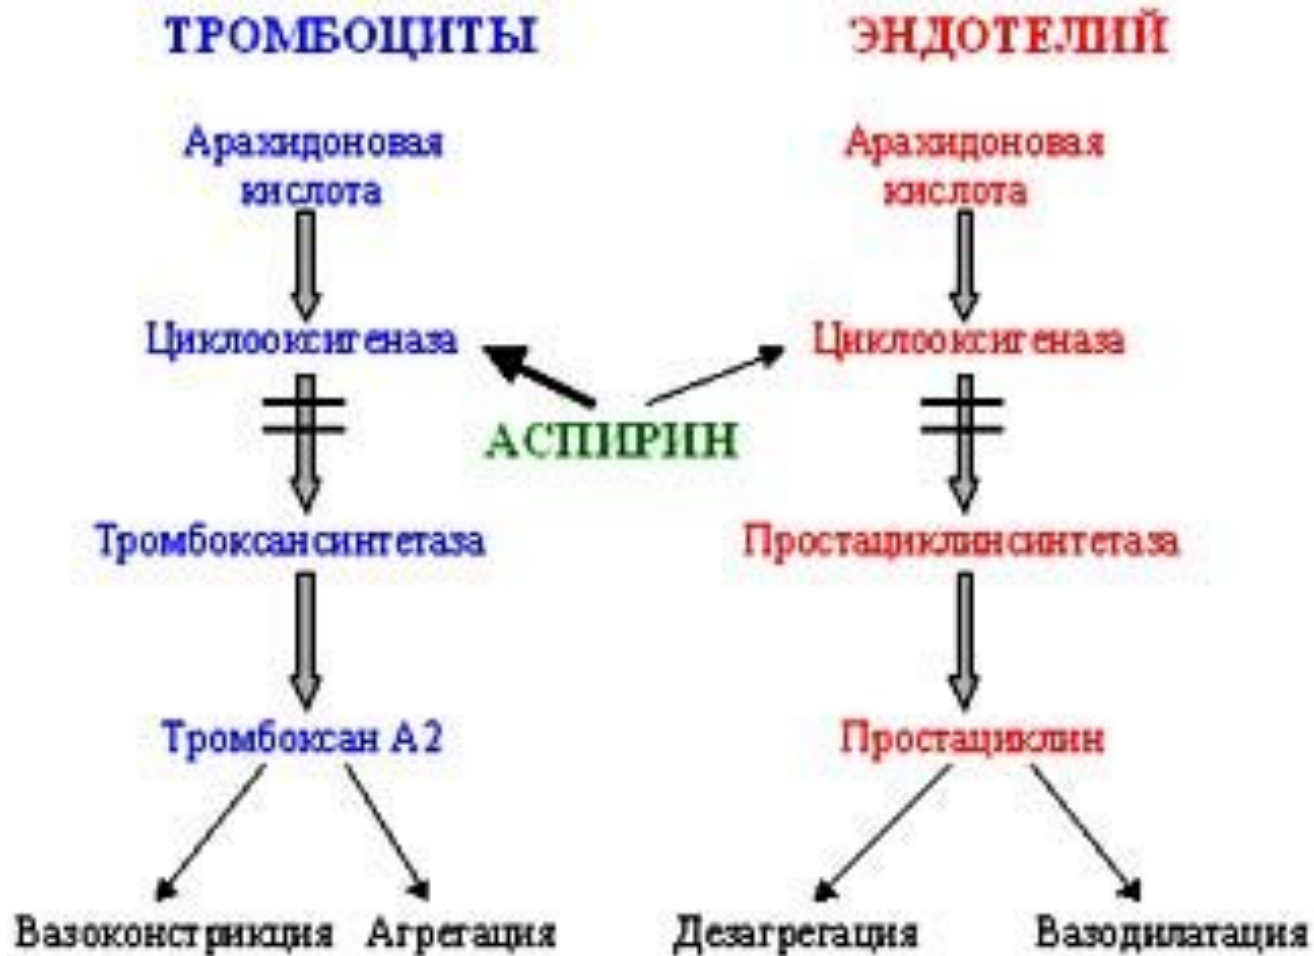 ТРОМБОЦИТЫ
ЭНДОТЕЛИЙ
Арахидоновая
кислота
Арахидоновая
кислота
Циклооксигеназа
Циклооксигеназа
АСПИРИН
Тромбоксансинтетаза
Простациклинсинтетаза
Тромбоксан А2
Простациклин
Вазоконстрикция
Агрегация
Дезагрегация
Вазодилатация